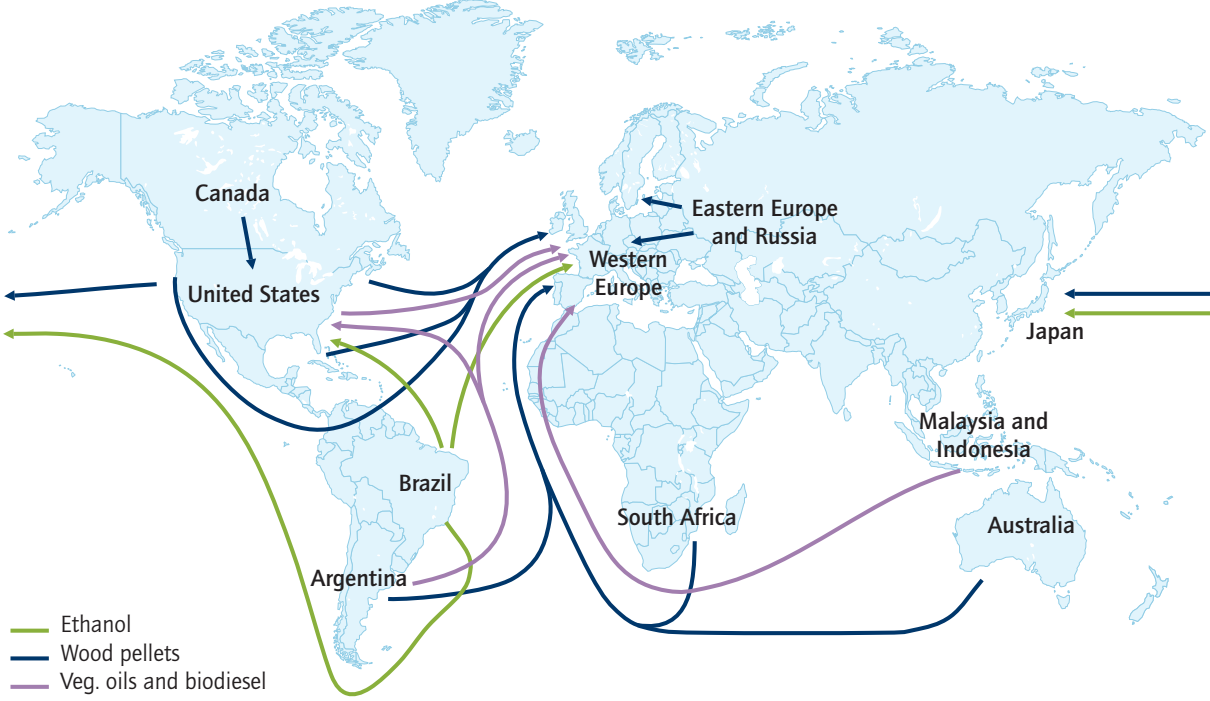 Canada
Eastern Europe
and Russia
Western
Europe
United States
Japan
Malaysia and
Indonesia
Brazil
South Africa
Australia
Argentina
Ethanol
Wood pellets
Veg. oils and biodiesel